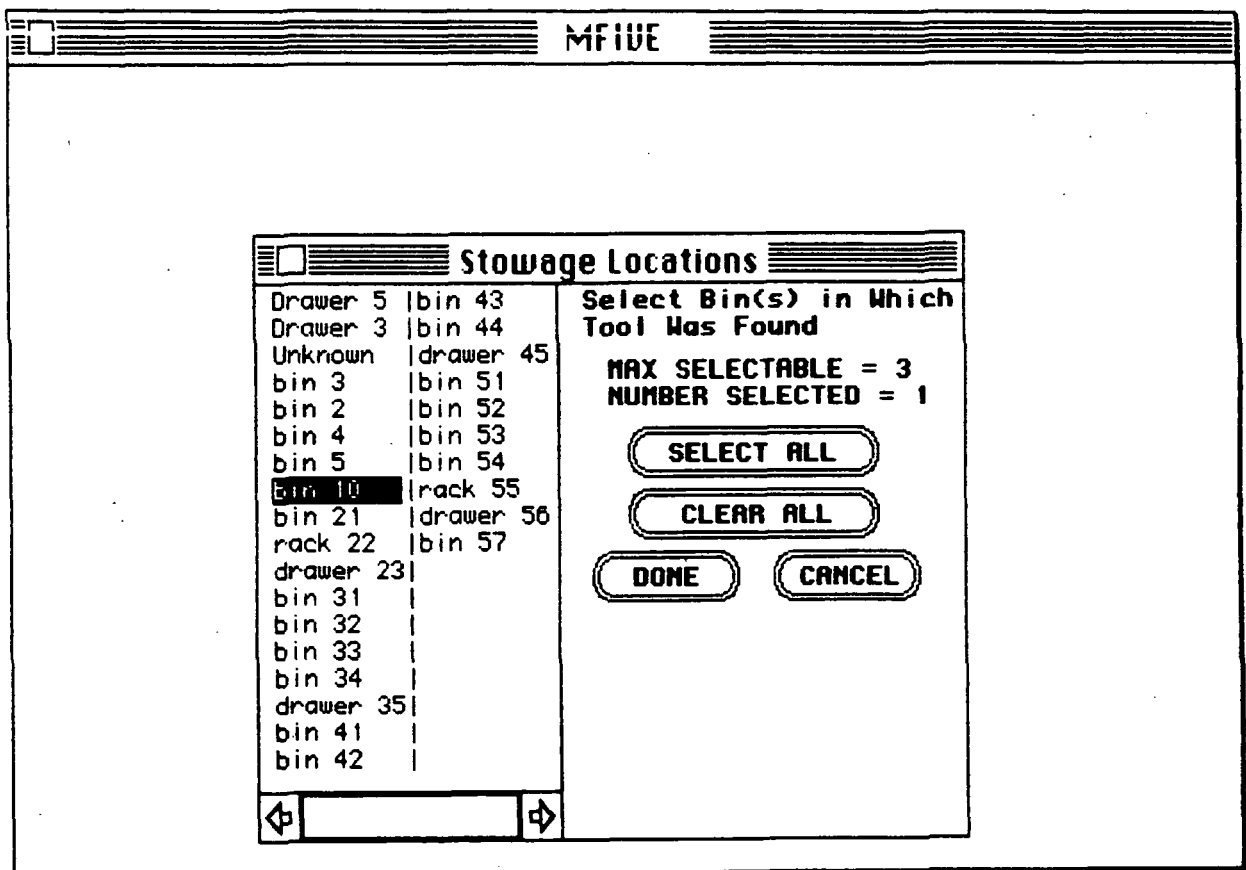 MFIVE
Stowage Locations
Drawer 5 |bin 43
Drawer 3 |bin 44
Unknown |drawer 45
bin 3 |bin 51
bin 2 |bin 52
bin 4 |bin 53
bin 5 |bin 54
bin 10 |rack 55
bin 21 |drawer 56
rack 22 |bin 57
drawer 23|
bin 31 |
bin 32 |
bin 33 |
bin 34 |
drawer 35|
bin 41 |
bin 42 |
Select Bin(s) in Which
Tool Was Found
MAX SELECTABLE = 3
NUMBER SELECTED = 1
SELECT ALL
CLEAR ALL
DONE CANCEL